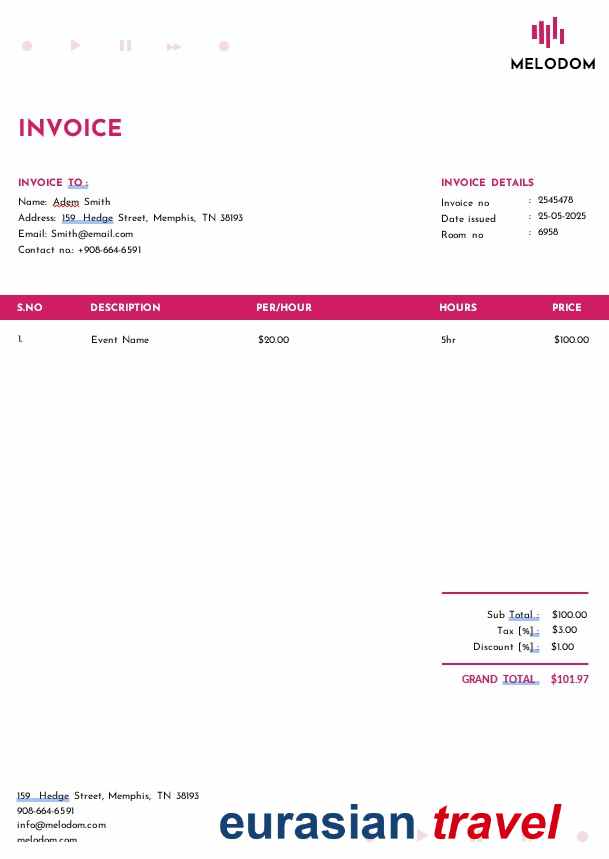 MELODOM
INVOICE
INVOICE TO :
Name: Adem Smith
Address: 159 Hedge Street, Memphis, TN 38193
Email: Smith@email.com
Contact no.: +908-664-6591
INVOICE DETAILS
Invoice no : 2545478
Date issued : 25-05-2025
Room no : 6958
S.NO DESCRIPTION PER/HOUR HOURS PRICE
1. Event Name $20.00 5hr $100.00
Sub Total : $100.00
Tax [%] : $3.00
Discount [%] : $1.00
GRAND TOTAL $101.97
159 Hedge Street, Memphis, TN 38193
908-664-6591
info@melodom.com
melodom.com
eurasian travel